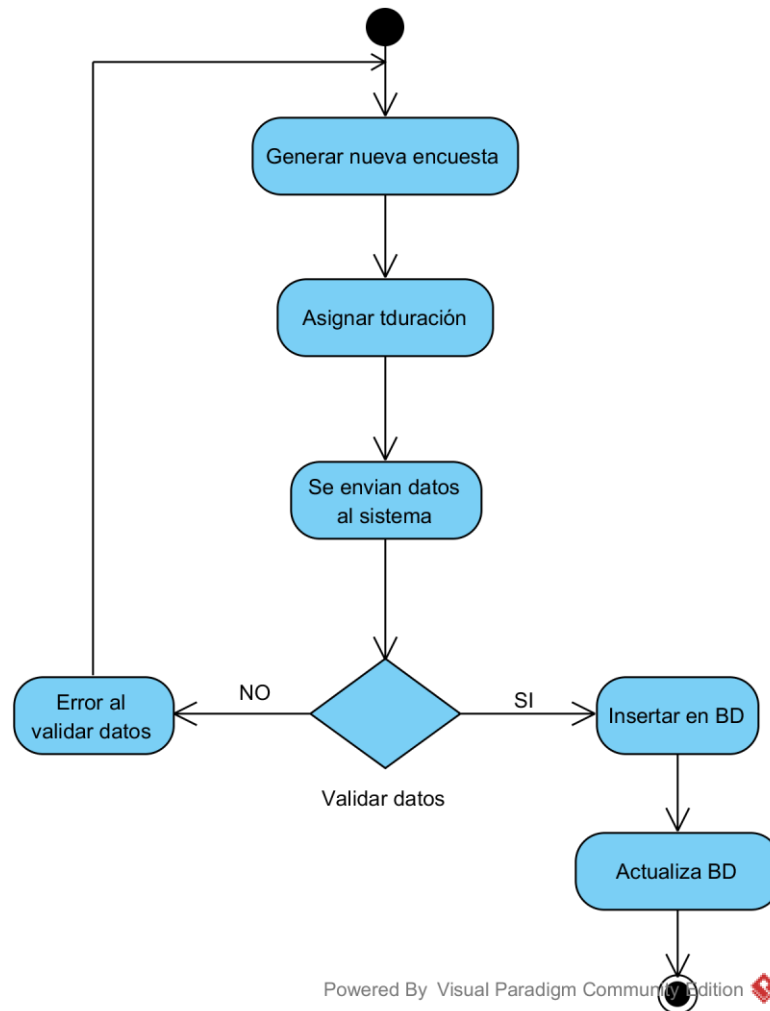 Generar nueva encuesta
Asignar tduración
Se envian datos
al sistema
NO
SI
Error al
validar datos
Insertar en BD
Validar datos
Actualiza BD
Powered By Visual Paradigm Community Edition